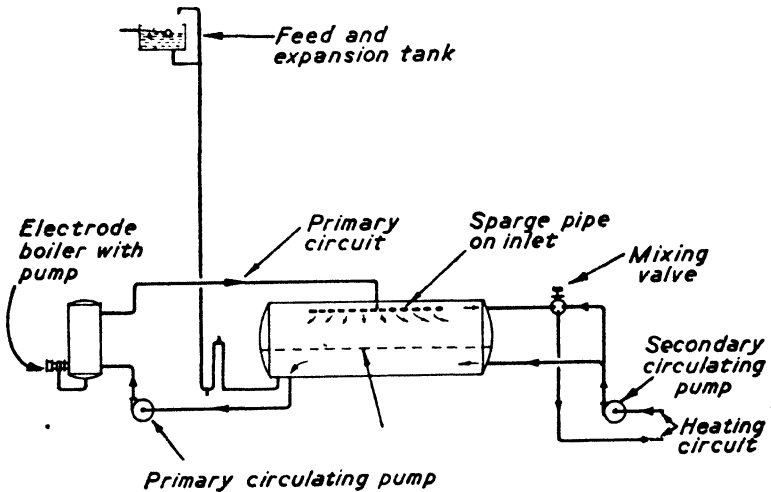 Feed and
expansion tank
Electrode
boiler with
pump
Primary
circuit
Sparge pipe
on inlet
Mixing
valve
Secondary
circulating
pump
Heating
circuit
Primary circulating pump